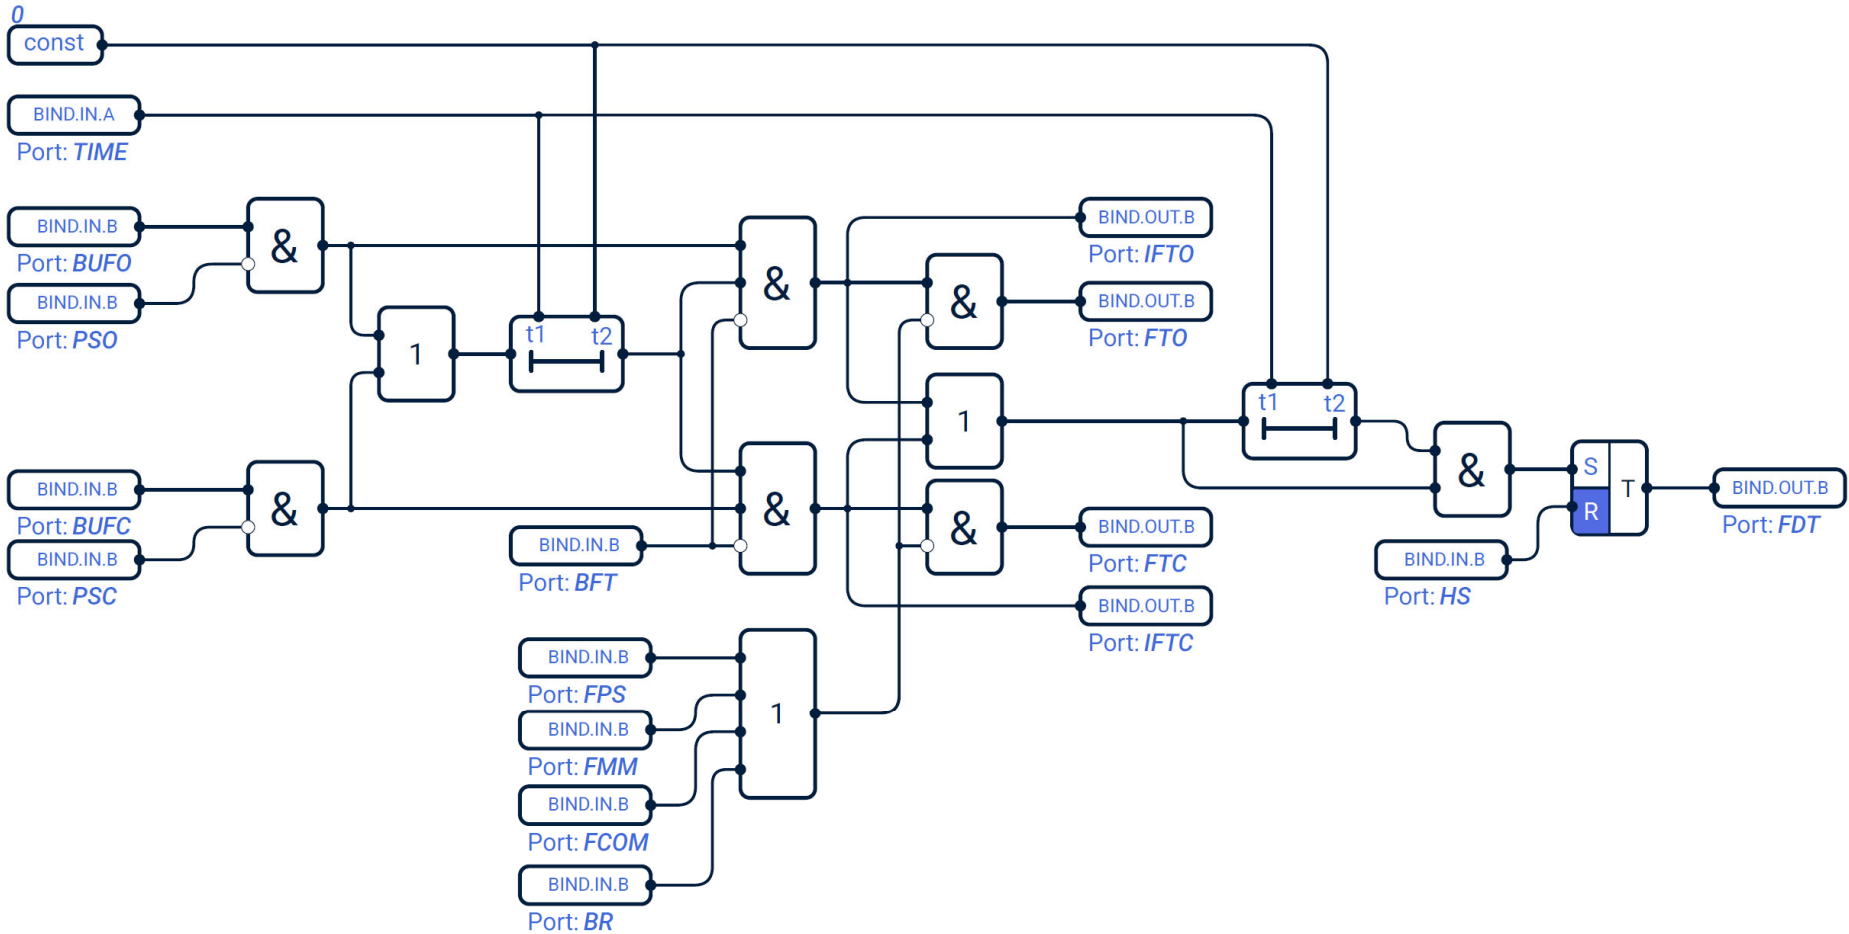 0
const
BIND.IN.A
Port: TIME
BIND.IN.B
Port: BUFO
BIND.IN.B
Port: PSO
&
1
t1 t2
&
BIND.OUT.B
Port: IFTO
&
BIND.OUT.B
Port: FTO
1
t1 t2
&
S
R
T
BIND.OUT.B
Port: FDT
BIND.IN.B
Port: HS
BIND.IN.B
Port: BUFC
BIND.IN.B
Port: PSC
&
BIND.IN.B
Port: BFT
&
&
BIND.OUT.B
Port: FTC
BIND.OUT.B
Port: IFTC
BIND.IN.B
Port: FPS
BIND.IN.B
Port: FMM
BIND.IN.B
Port: FCOM
BIND.IN.B
Port: BR
1